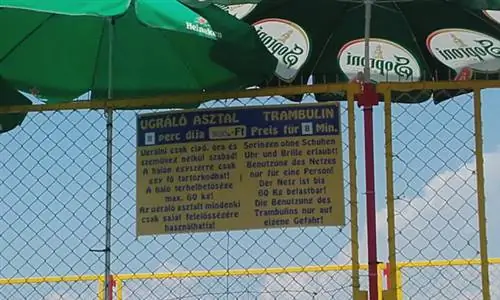 Heineken
Soproni
Soproni
Soproni
UGRÁLÓ ASZTAL
TRAMBULIN
8 perc díja -Ft
Preis für 8 Min.
Ugrálni csak cipő, óra és
szemüveg nélkül szabad!
A hálón egyszerre csak
egy fő tartózkodhat!
A háló terhelhetősége
max. 60 kg!
Az ugráló asztalt mindenki
csak saját felelősségére
használhatja!
Springen ohne Schuhen
Uhr und Brille erlaubt!
Benutzung des Netzes
nur für eine Person!
Der Netz ist bis
60 Kg belastbar!
Die Benutzung des
Trambulins nur auf
eigene Gefahr!